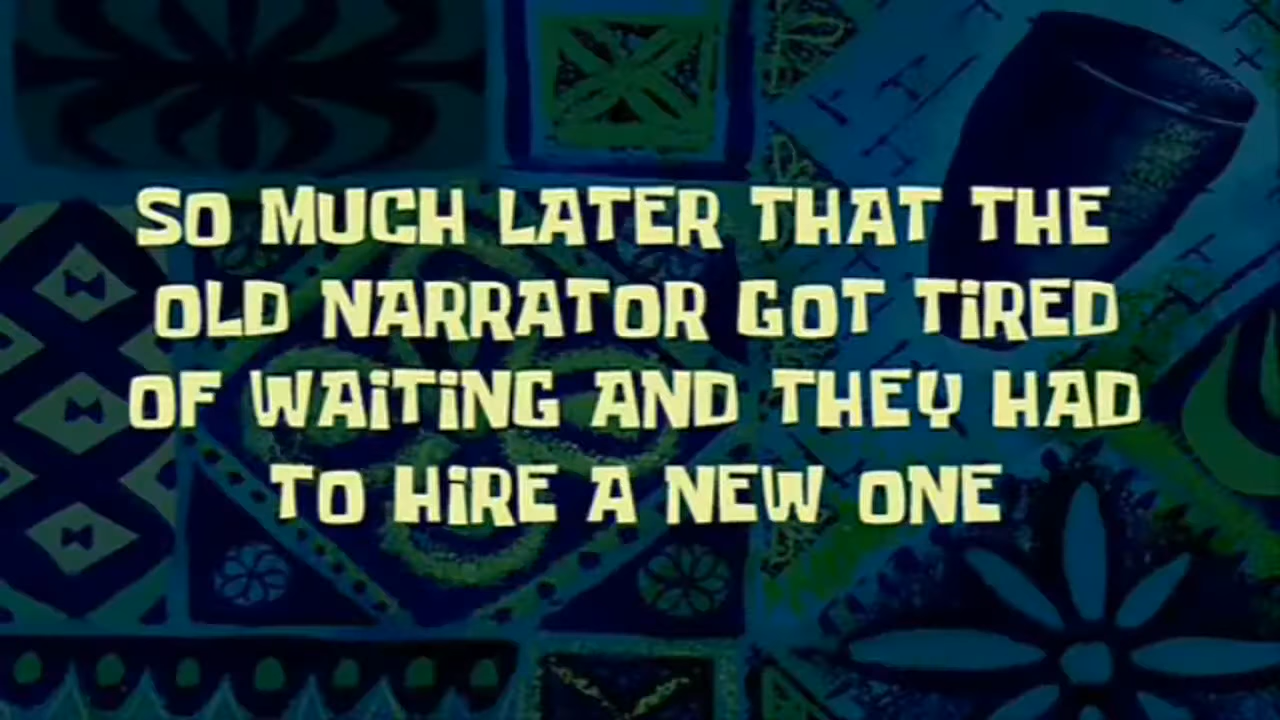 SO MUCH LATER THAT THE
OLD NARRATOR GOT TiRED
OF WAiTiNG AND THEY HAD
TO HiRE A NEW ONE